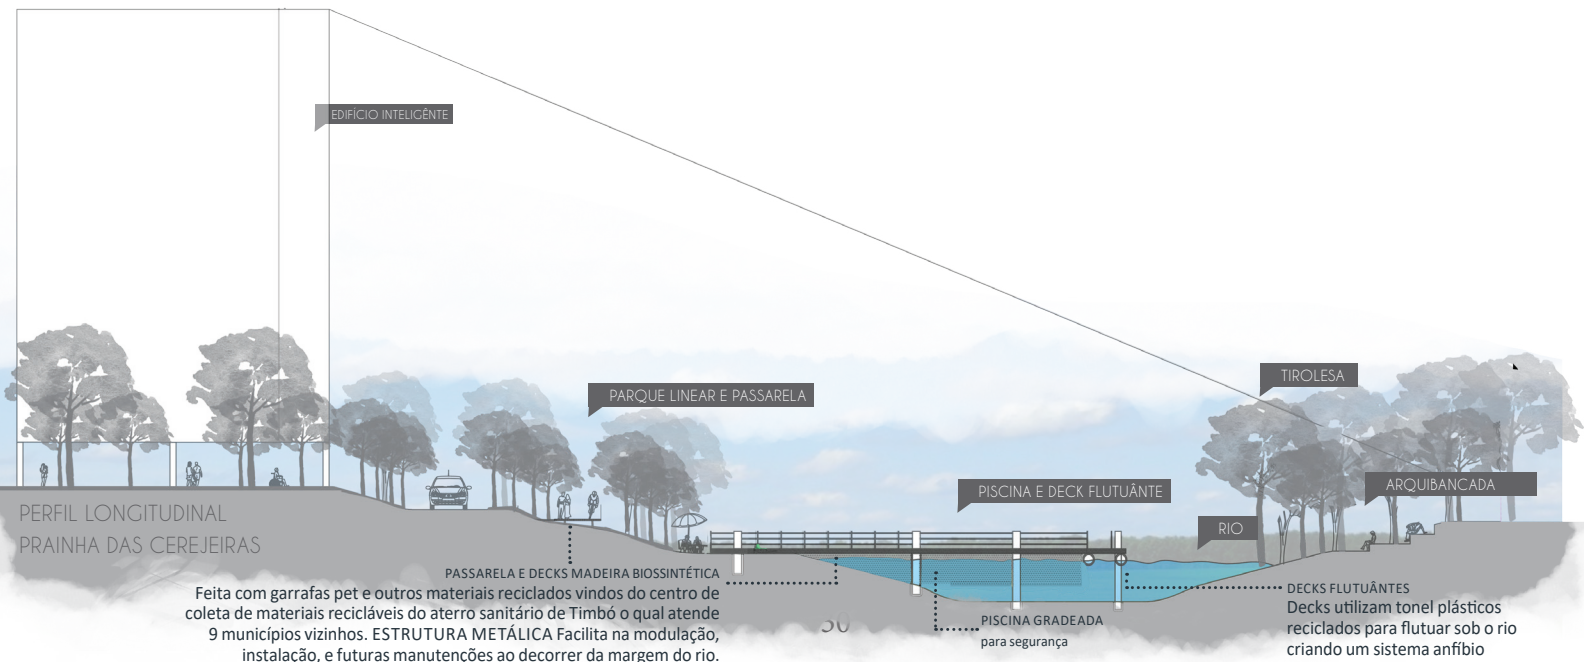 EDIFÍCIO INTELIGÊNTE
TIROLESA
PARQUE LINEAR E PASSARELA
ARQUIBANCADA
PISCINA E DECK FLUTUÂNTE
RIO
PERFIL LONGITUDINAL
PRAINHA DAS CEREJEIRAS
PASSARELA E DECKS MADEIRA BIOSSINTÉTICA
Feita com garrafas pet e outros materiais reciclados vindos do centro de
coleta de materiais recicláveis do aterro sanitário de Timbó o qual atende
9 municípios vizinhos. ESTRUTURA METÁLICA Facilita na modulação,
instalação, e futuras manutenções ao decorrer da margem do rio.
PISCINA GRADEADA
para segurança
DECKS FLUTUÂNTES
Decks utilizam tonel plásticos
reciclados para flutuar sob o rio
criando um sistema anfíbio